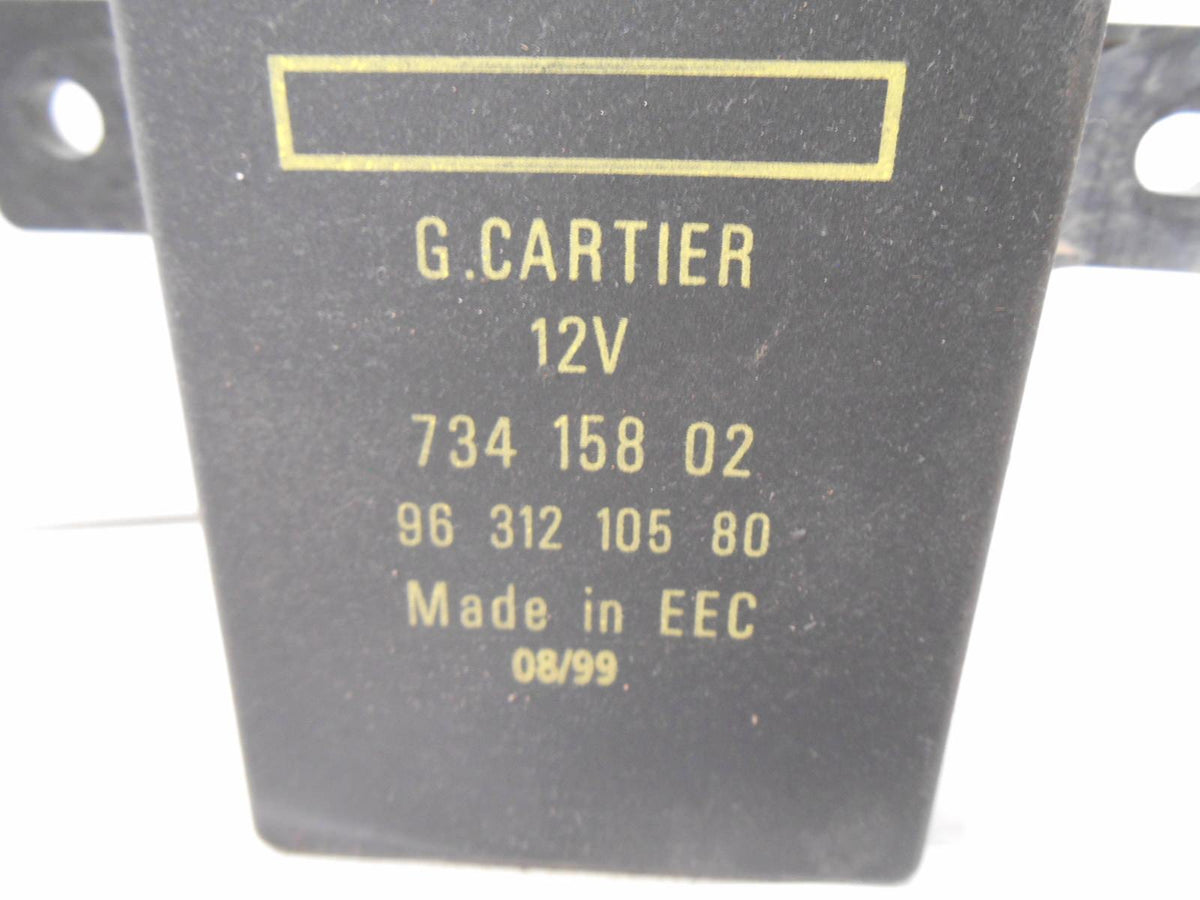 G.CARTIER
12V
734 158 02
96 312 105 80
Made in EEC
08/99